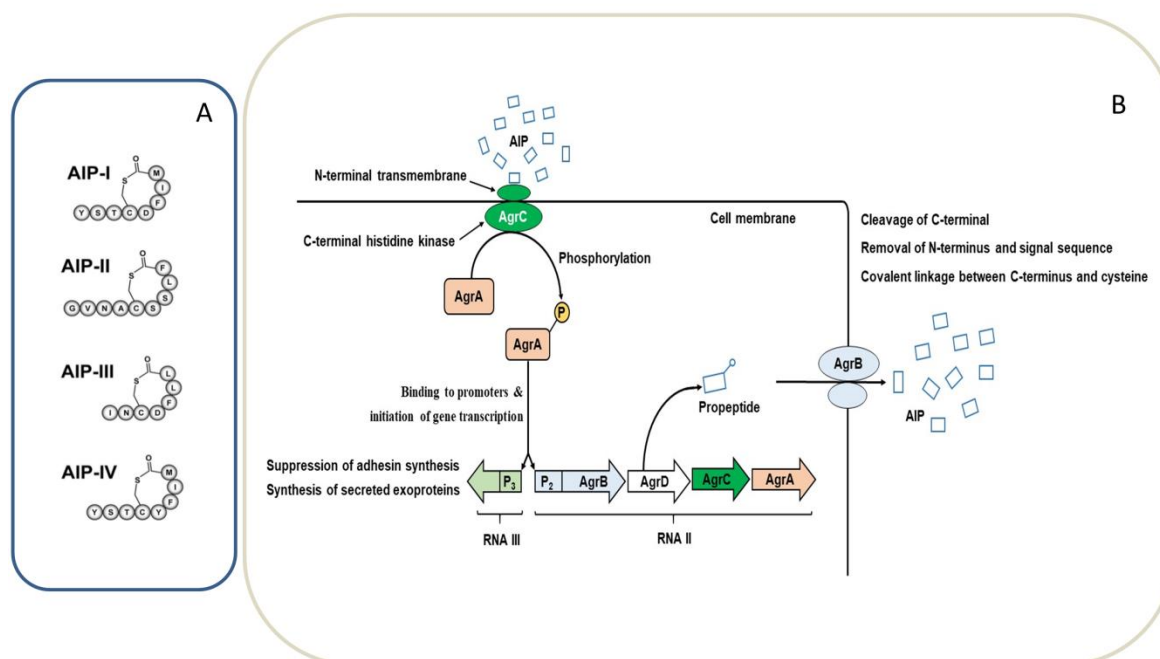 A
AIP-I
O
S
M
I
F
Y S T C D
AIP-II
O
S
F
L
S
G V N A C S
AIP-III
O
S
L
L
F
I N C D
AIP-IV
O
S
M
I
F
Y S T C Y
B
AIP
N-terminal transmembrane
AgrC
Cell membrane
C-terminal histidine kinase
Phosphorylation
AgrA
P
AgrA
Binding to promoters &
initiation of gene transcription
Cleavage of C-terminal
Removal of N-terminus and signal sequence
Covalent linkage between C-terminus and cysteine
AgrB
AIP
Propeptide
Suppression of adhesin synthesis
Synthesis of secreted exoproteins
P3 P2 AgrB AgrD AgrC AgrA
RNA III RNA II